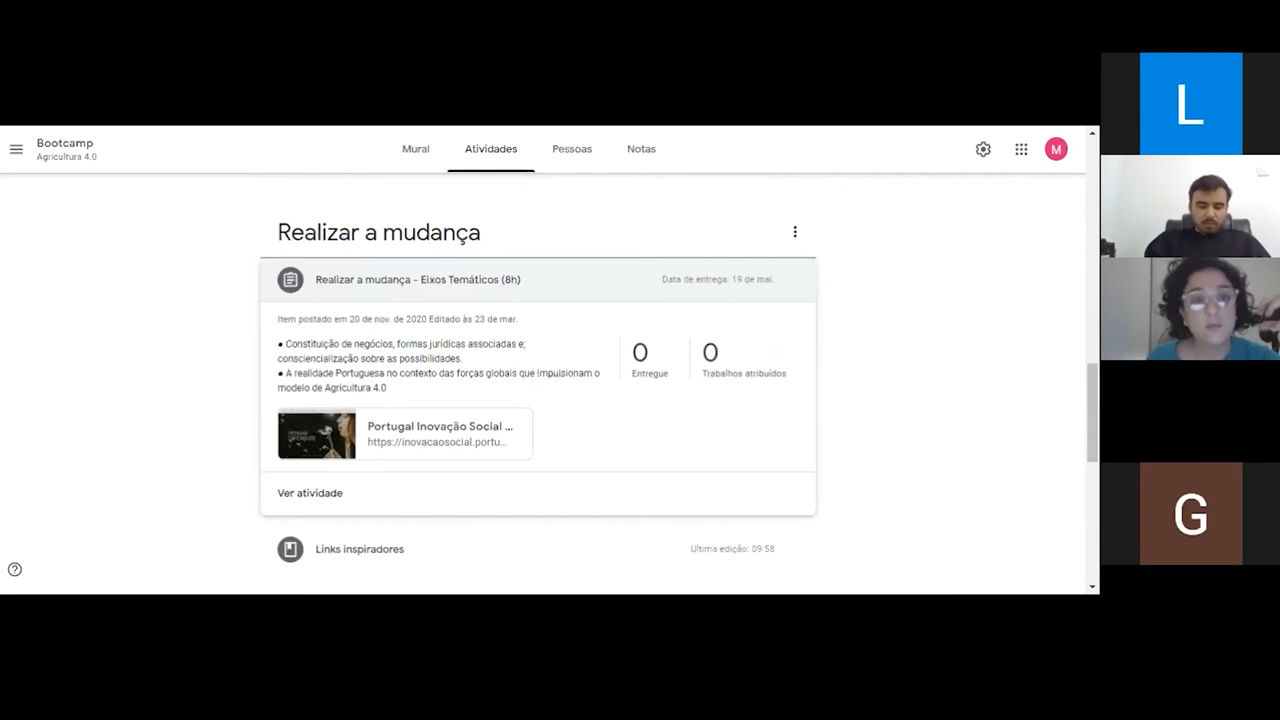 L
Bootcamp
Agricultura 4.0
Mural
Atividades
Pessoas
Notas
M
Realizar a mudança
Realizar a mudança - Eixos Temáticos (8h)
Data de entrega: 19 de mai.
Item postado em 20 de nov. de 2020 Editado às 23 de mar.
● Constituição de negócios, formas jurídicas associadas e;
consciencialização sobre as possibilidades.
● A realidade Portuguesa no contexto das forças globais que impulsionam o
modelo de Agricultura 4.0
0
Entregue
0
Trabalhos atribuídos
Portugal Inovação Social ...
https://inovacaosocial.portu...
Ver atividade
Links inspiradores
Última edição: 09:58
G